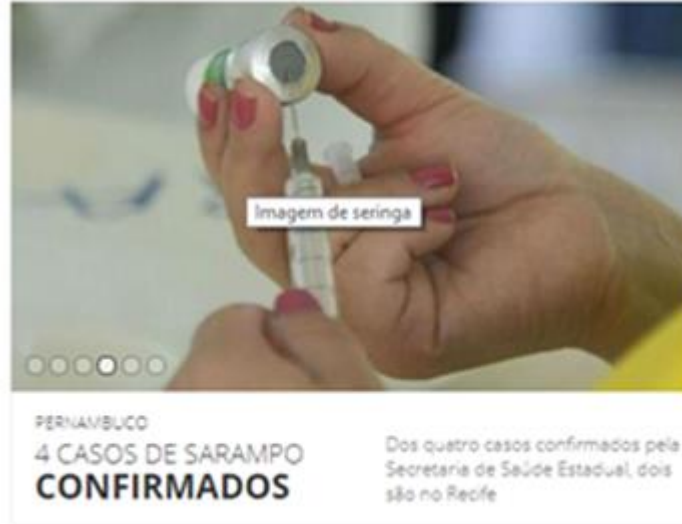 Imagem de seringa
PERNAMBUCO
4 CASOS DE SARAMPO
CONFIRMADOS
Dos quatro casos confirmados pela
Secretaria de Saúde Estadual, dois
são no Recife